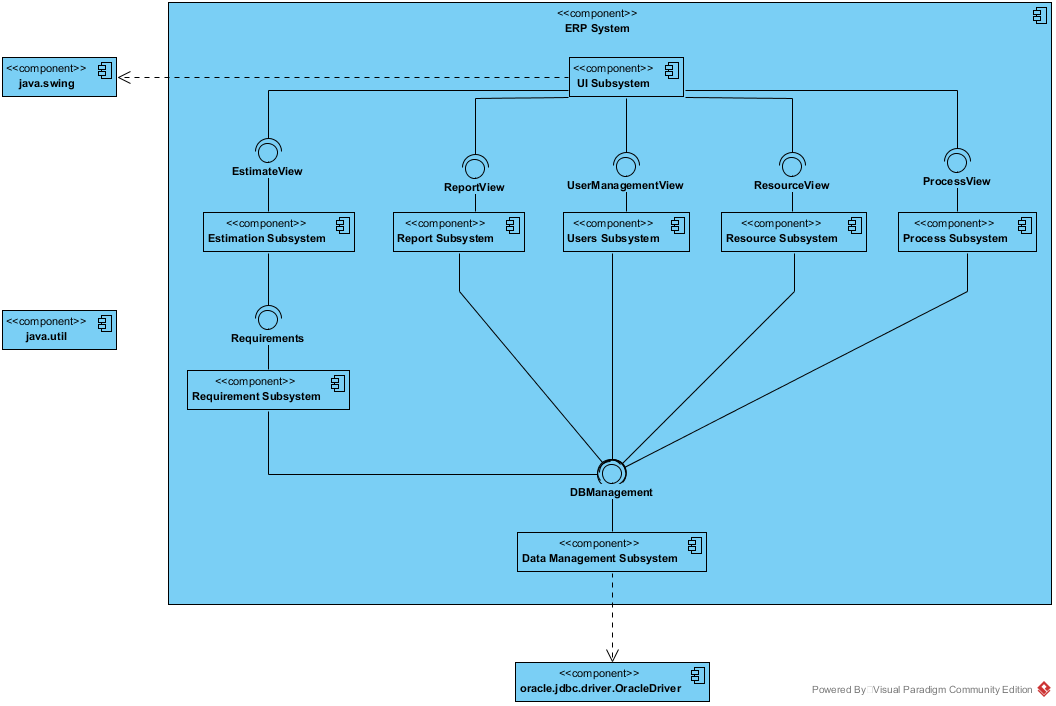 <<component>>
ERP System
<<component>>
java.swing
<<component>>
UI Subsystem
EstimateView
ReportView
UserManagementView
ResourceView
ProcessView
<<component>>
Estimation Subsystem
<<component>>
Report Subsystem
<<component>>
Users Subsystem
<<component>>
Resource Subsystem
<<component>>
Process Subsystem
<<component>>
java.util
Requirements
<<component>>
Requirement Subsystem
DBManagement
<<component>>
Data Management Subsystem
<<component>>
oracle.jdbc.driver.OracleDriver
Powered By Visual Paradigm Community Edition